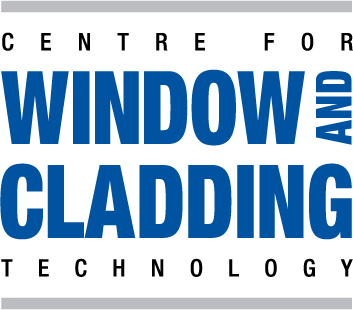 CENTRE FOR
WINDOW AND
CLADDING
TECHNOLOGY